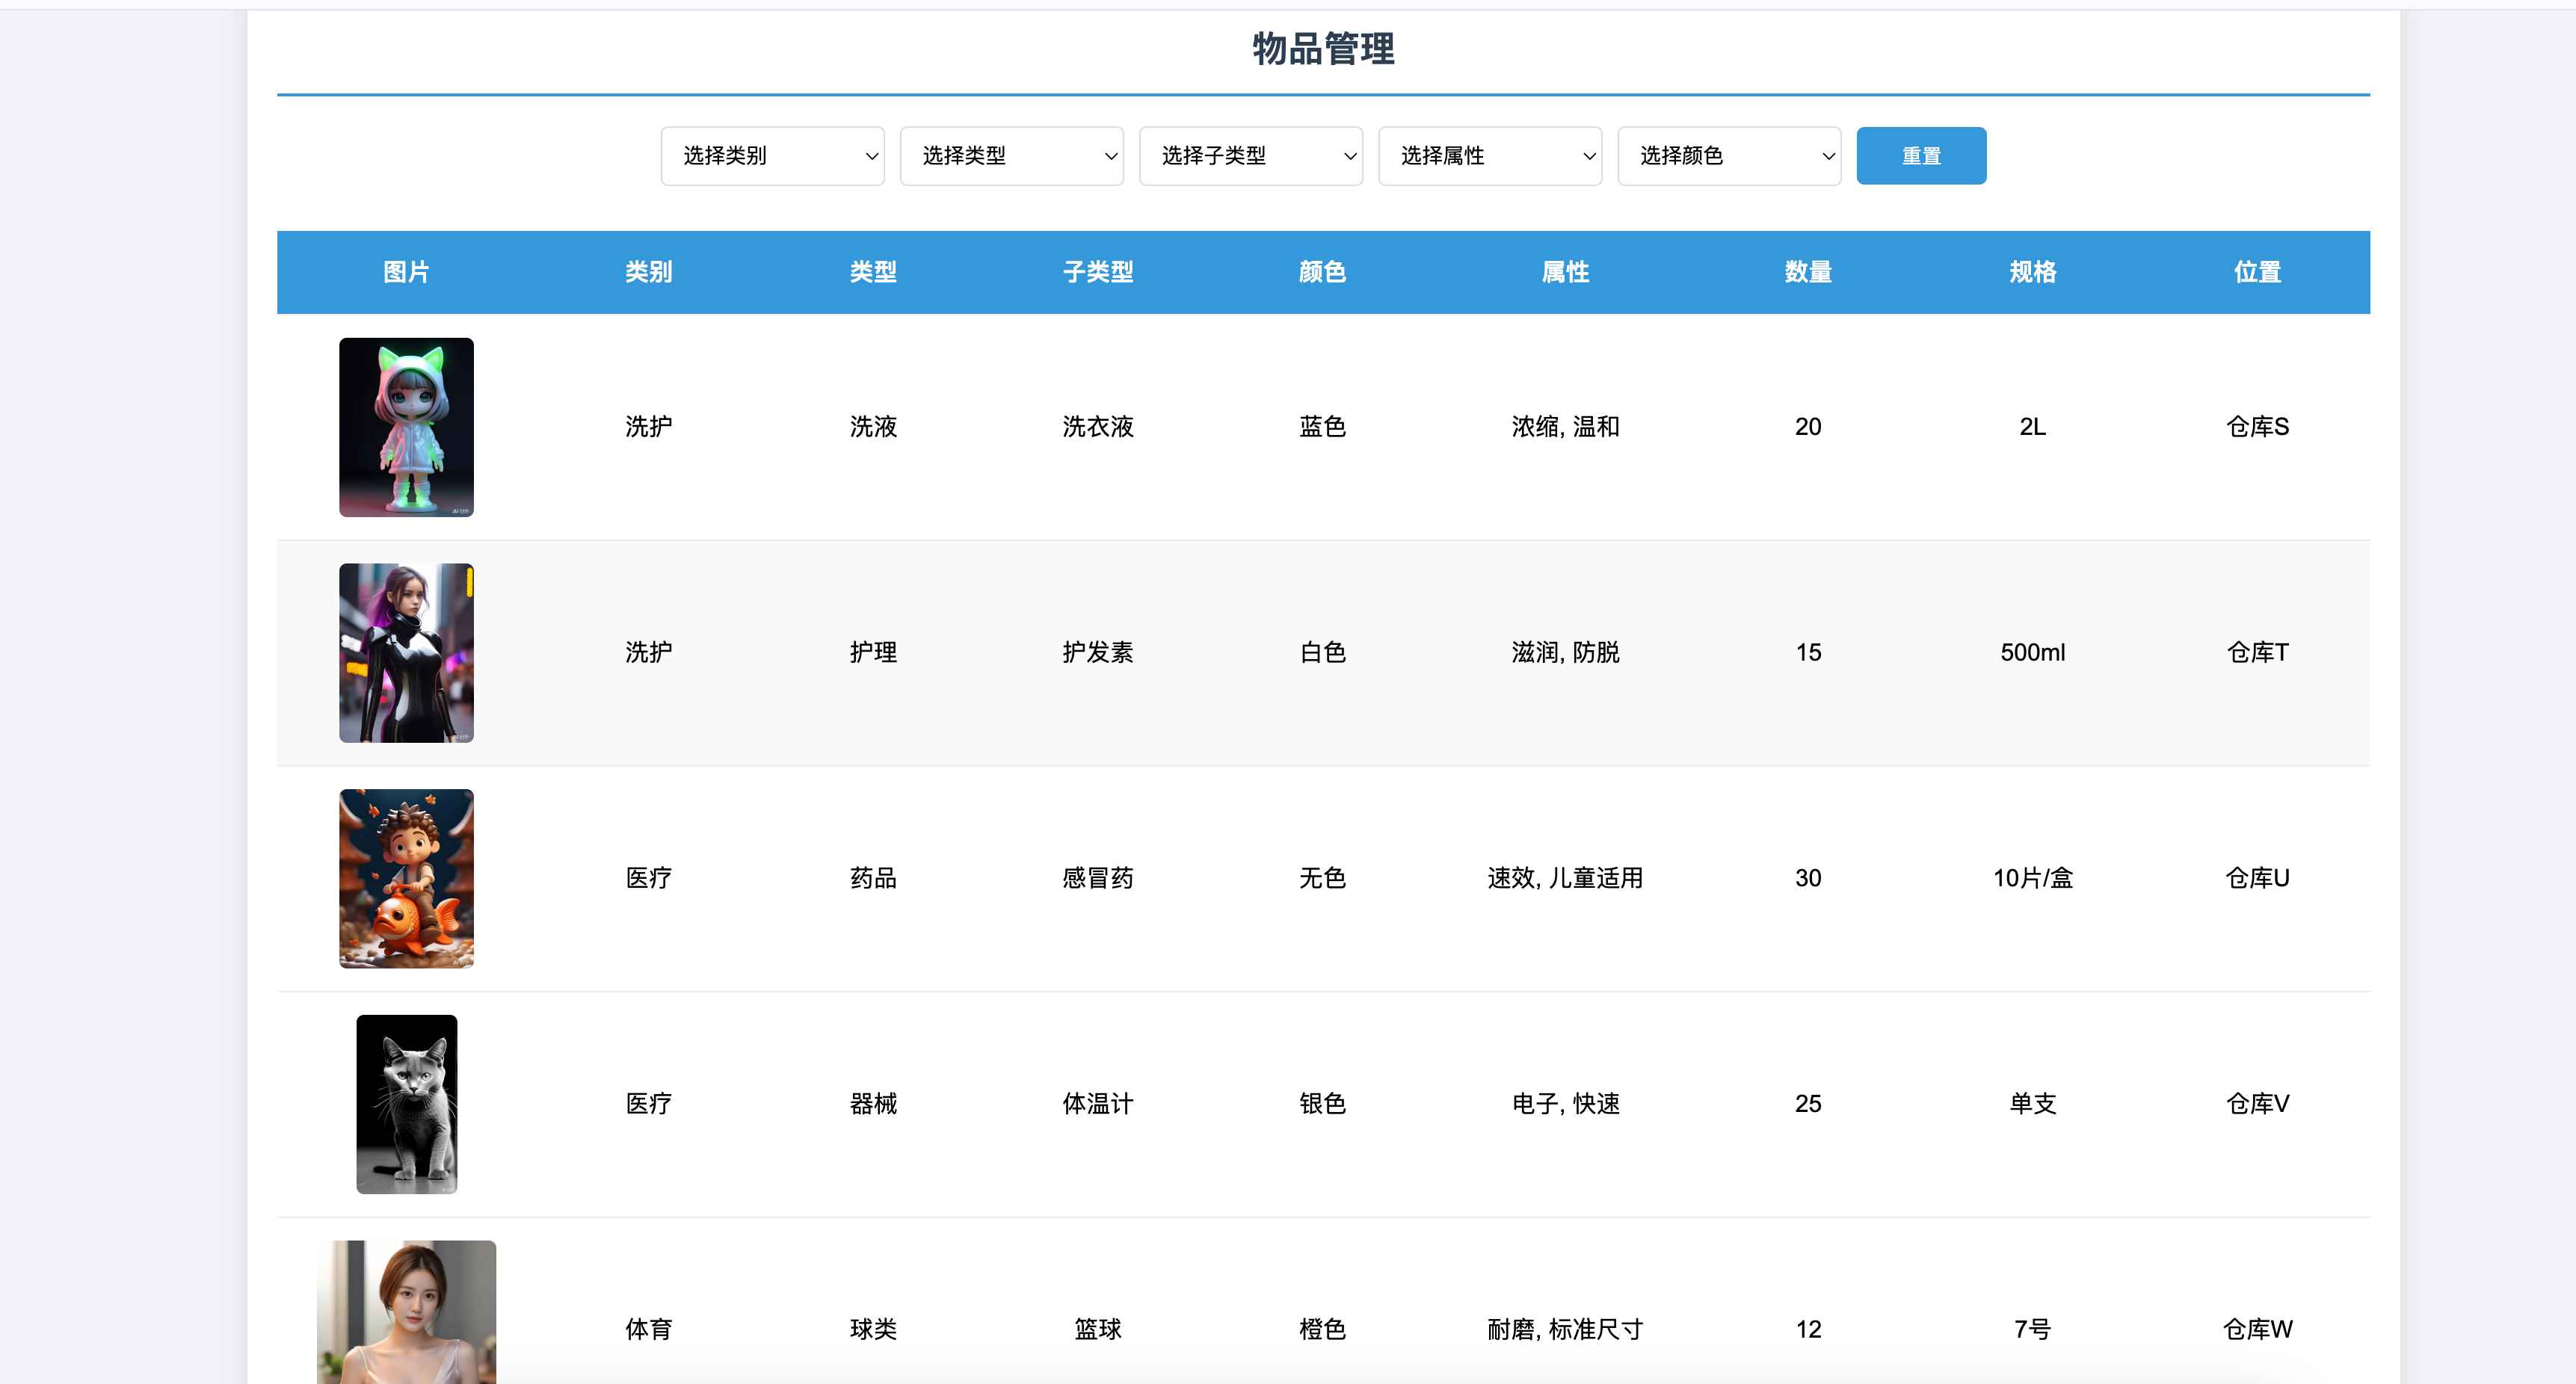 物品管理
选择类别 选择类型 选择子类型 选择属性 选择颜色 重置
图片 类别 类型 子类型 颜色 属性 数量 规格 位置
洗护 洗液 洗衣液 蓝色 浓缩, 温和 20 2L 仓库S
洗护 护理 护发素 白色 滋润, 防脱 15 500ml 仓库T
医疗 药品 感冒药 无色 速效, 儿童适用 30 10片/盒 仓库U
医疗 器械 体温计 银色 电子, 快速 25 单支 仓库V
体育 球类 篮球 橙色 耐磨, 标准尺寸 12 7号 仓库W